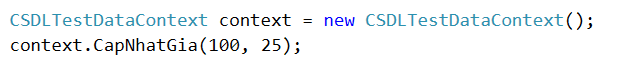 CSDLTestDataContext context = new CSDLTestDataContext();
context.CapNhatGia(100, 25);